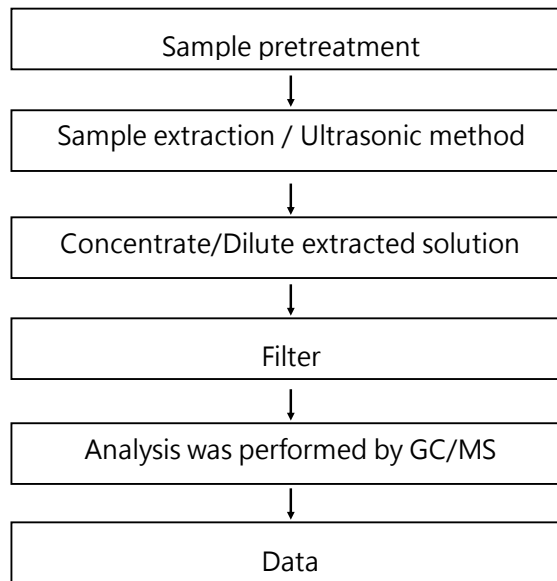 Sample pretreatment
Sample extraction / Ultrasonic method
Concentrate/Dilute extracted solution
Filter
Analysis was performed by GC/MS
Data